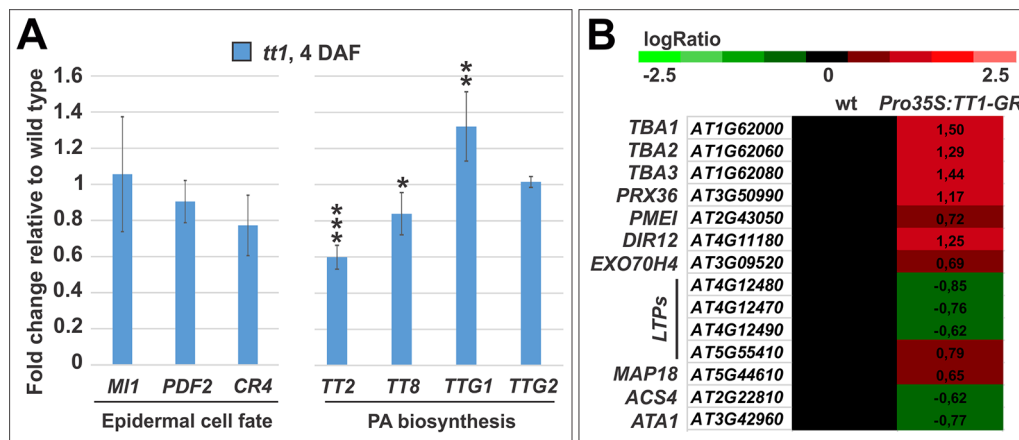 A
tt1, 4 DAF
Fold change relative to wild type
1.6
1.4
1.2
1
0.8
0.6
0.4
0.2
0
***
*
**
MI1 PDF2 CR4
TT2 TT8 TTG1 TTG2
Epidermal cell fate
PA biosynthesis
B
logRatio
-2.5 0 2.5
wt Pro35S:TT1-GR
TBA1 AT1G62000 1,50
TBA2 AT1G62060 1,29
TBA3 AT1G62080 1,44
PRX36 AT3G50990 1,17
PMEI AT2G43050 0,72
DIR12 AT4G11180 1,25
EXO70H4 AT3G09520 0,69
LTPs
AT4G12480 -0,85
AT4G12470 -0,76
AT4G12490 -0,62
AT5G55410 0,79
MAP18 AT5G44610 0,65
ACS4 AT2G22810 -0,62
ATA1 AT3G42960 -0,77